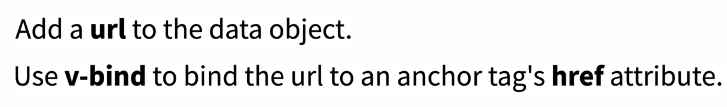 Add a url to the data object.
Use v-bind to bind the url to an anchor tag's href attribute.